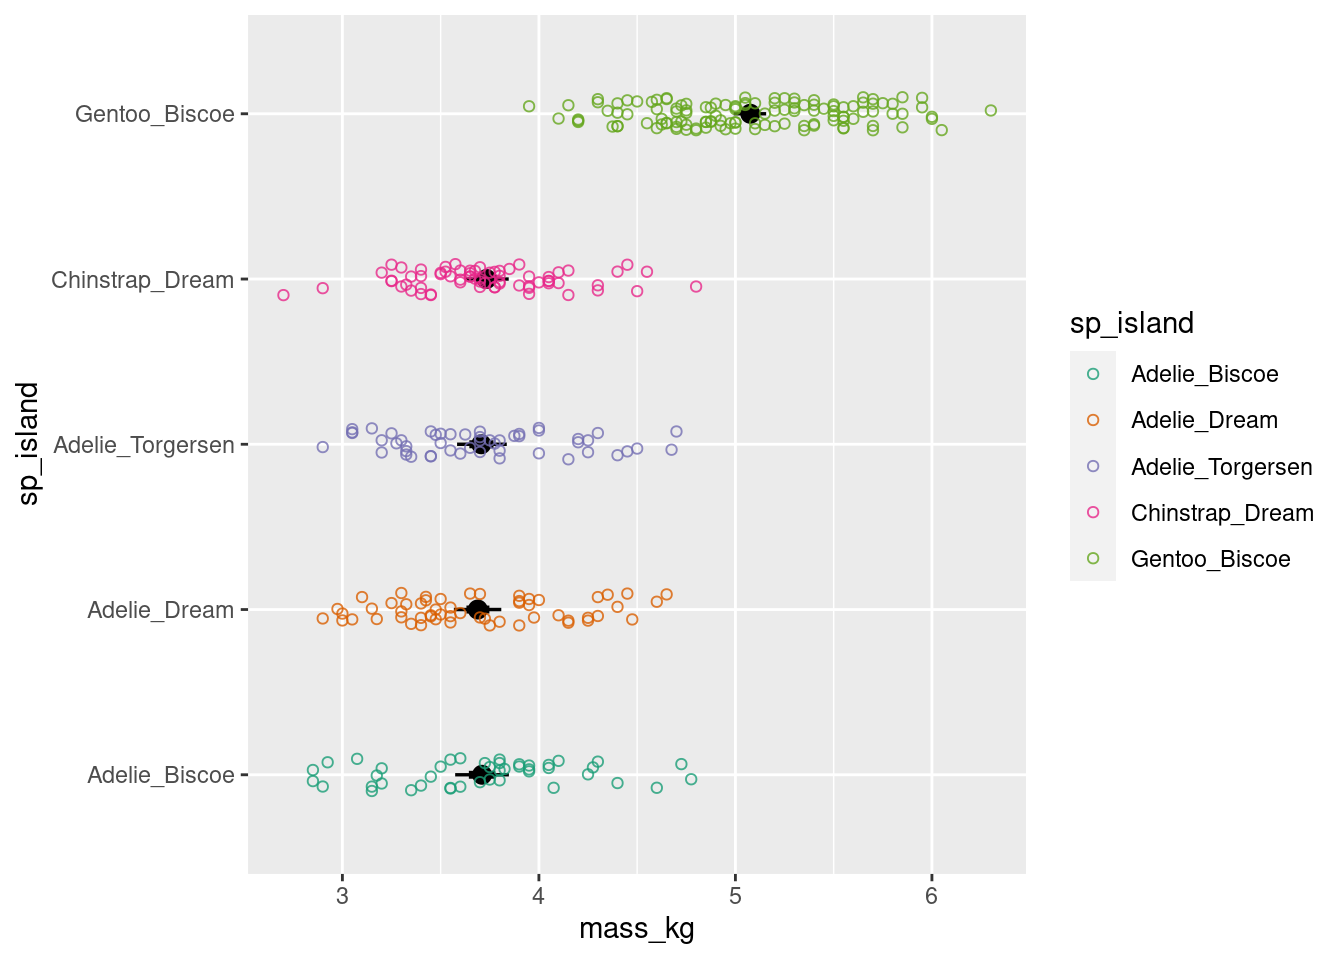 Gentoo_Biscoe
Chinstrap_Dream
Adelie_Torgersen
Adelie_Dream
Adelie_Biscoe
sp_island
3 4 5 6
mass_kg
sp_island
Adelie_Biscoe
Adelie_Dream
Adelie_Torgersen
Chinstrap_Dream
Gentoo_Biscoe